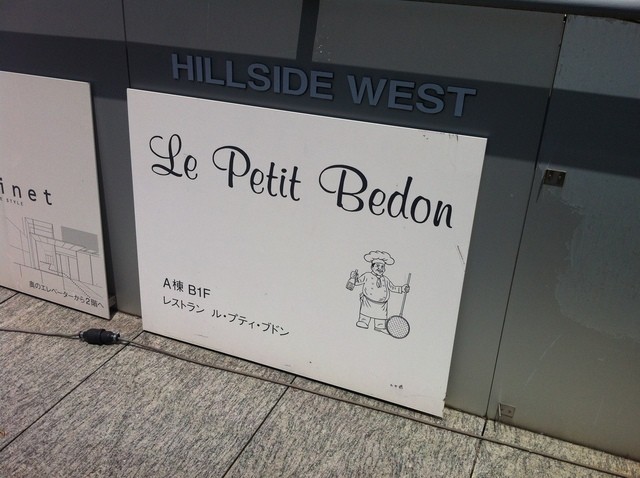 HILLSIDE WEST
Le Petit Bedon
A棟 B1F
レストラン ル・プティ・ブドン
inet
STYLE
奥のエレベーターから2階へ